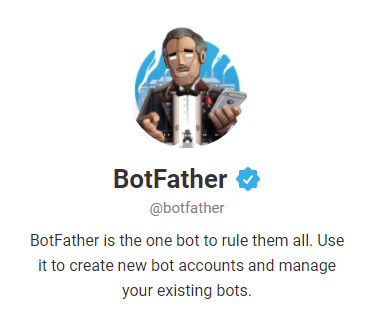 BotFather
@botfather
BotFather is the one bot to rule them all. Use
it to create new bot accounts and manage
your existing bots.